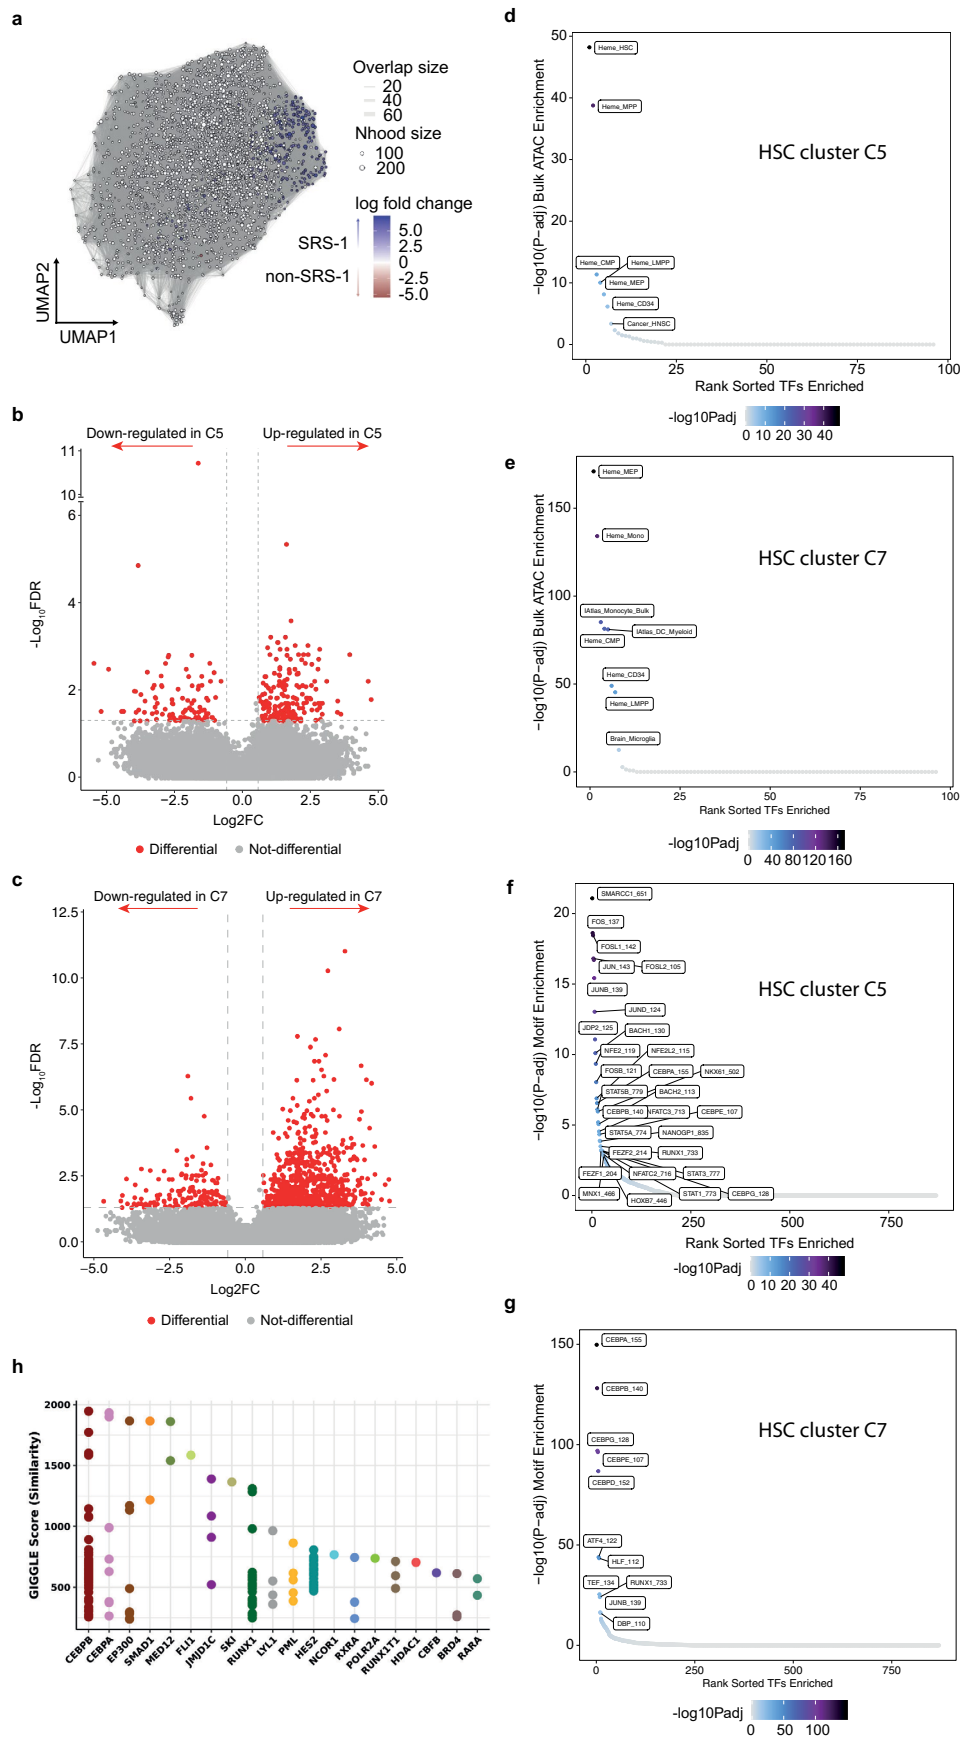 a
Overlap size
20
40
60
Nhood size
100
200
log fold change
SRS-1
non-SRS-1
5.0
2.5
0
−2.5
−5.0
UMAP2
UMAP1
b
Down-regulated in C5
Up-regulated in C5
11
10
6
4
2
0
-Log10FDR
−5.0
−2.5
0.0
2.5
5.0
Log2FC
Differential
Not-differential
c
Down-regulated in C7
Up-regulated in C7
12.5
10.0
7.5
5.0
2.5
0.0
-Log10FDR
−5.0
−2.5
0.0
2.5
5.0
Log2FC
Differential
Not-differential
h
GIGGLE Score (Similarity)
2000
1500
1000
500
CEBPB
CEBPA
EP300
SMAD1
MED12
FLI1
JMJD1C
SKI
RUNX1
LYL1
PML
HES2
NCOR1
RXRA
POLR2A
RUNX1T1
HDAC1
CBFB
BRD4
RARA
d
−log10(P−adj) Bulk ATAC Enrichment
50
40
30
20
10
0
Heme_HSC
Heme_MPP
HSC cluster C5
Heme_CMP
Heme_LMPP
Heme_MEP
Heme_CD34
Cancer_HNSC
0
25
50
75
100
Rank Sorted TFs Enriched
-log10Padj
0 10 20 30 40
e
−log10(P−adj) Bulk ATAC Enrichment
150
100
50
0
Heme_MEP
Heme_Mono
HSC cluster C7
IAtlas_Monocyte_Bulk
IAtlas_DC_Myeloid
Heme_CMP
Heme_CD34
Heme_LMPP
Brain_Microglia
0
25
50
75
100
Rank Sorted TFs Enriched
-log10Padj
0 40 80 120 160
f
−log10(P−adj) Motif Enrichment
20
15
10
5
0
SMARCC1_651
FOS_137
FOSL1_142
JUN_143
FOSL2_105
JUNB_139
HSC cluster C5
JUND_124
JDP2_125
BACH1_130
NFE2_119
NFE2L2_115
FOSB_121
CEBPA_155
NKX61_502
STAT5B_779
BACH2_113
CEBPB_140
NFATC3_713
CEBPE_107
STAT5A_774
NANOGP1_835
FEZF2_214
RUNX1_733
FEZF1_204
NFATC2_716
STAT3_777
MNX1_466
HOXB7_446
STAT1_773
CEBPG_128
0
250
500
750
Rank Sorted TFs Enriched
-log10Padj
0 10 20 30 40
g
−log10(P−adj) Motif Enrichment
150
100
50
0
CEBPA_155
CEBPB_140
HSC cluster C7
CEBPG_128
CEBPE_107
CEBPD_152
ATF4_122
HLF_112
TEF_134
RUNX1_733
JUNB_139
DBP_110
0
250
500
750
Rank Sorted TFs Enriched
-log10Padj
0 50 100